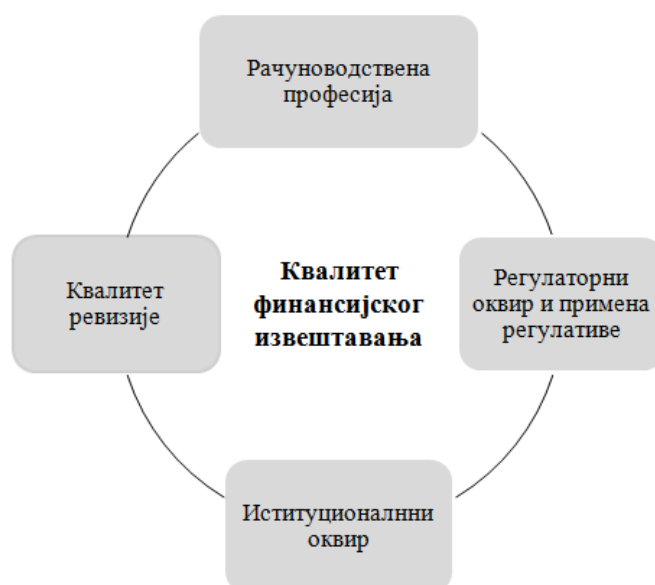 Рачуноводствена
професија
Квалитет
ревизије
Квалитет
финансијског
извештавања
Регулаторни
оквир и примена
регулативе
Иституционалнни
оквир